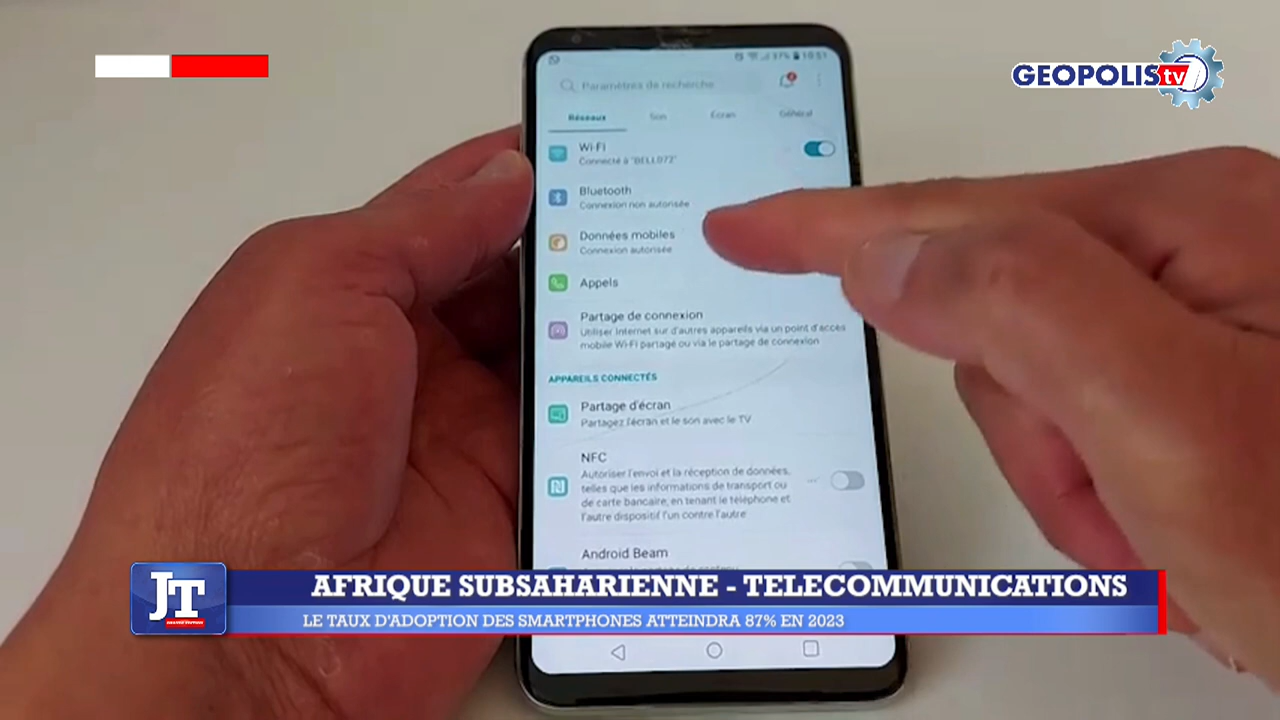 GEOPOLIS tv
37% 10:51
Paramètres de recherche
Réseaux Son Écran Général
Wi-Fi
Connecté à "BELL072"
Bluetooth
Connexion non autorisée
Données mobiles
Connexion autorisée
Appels
Partage de connexion
Utiliser Internet sur d'autres appareils via un point d'accès
mobile Wi-Fi partagé ou via le partage de connexion
APPAREILS CONNECTÉS
Partage d'écran
Partagez l'écran et le son avec le TV
NFC
Autoriser l'envoi et la réception de données,
telles que les informations de transport ou
de carte bancaire, en tenant le téléphone et
l'autre dispositif l'un contre l'autre
Android Beam
JT
AFRIQUE SUBSAHARIENNE - TELECOMMUNICATIONS
LE TAUX D'ADOPTION DES SMARTPHONES ATTEINDRA 87% EN 2023